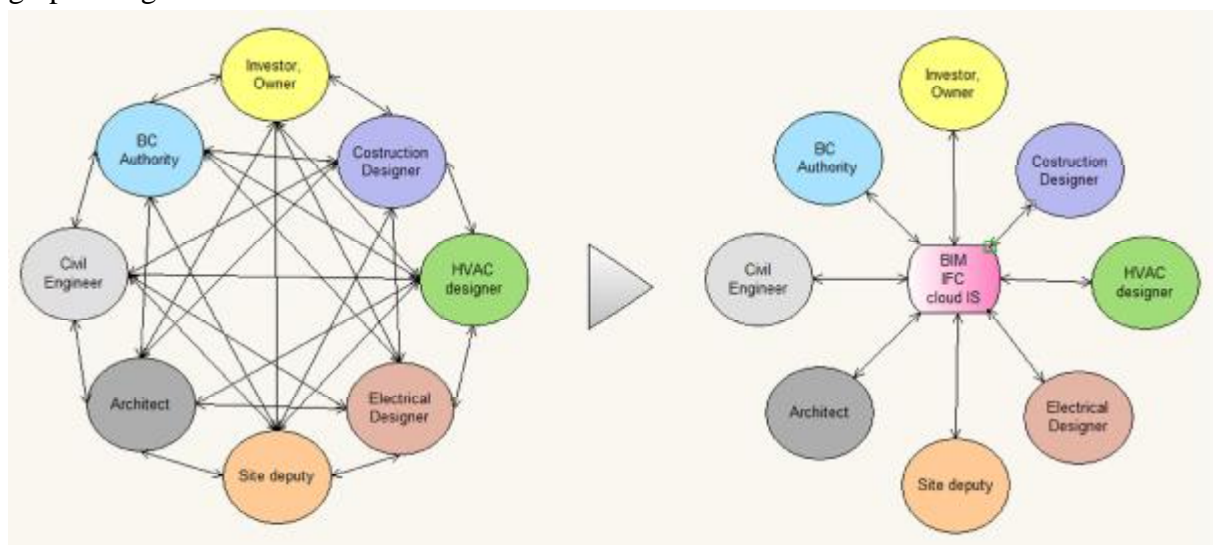 Investor,
Owner
BC
Authority
Costruction
Designer
Civil
Engineer
HVAC
designer
Architect
Electrical
Designer
Site deputy
Investor,
Owner
BC
Authority
Costruction
Designer
Civil
Engineer
BIM
IFC
cloud IS
HVAC
designer
Architect
Electrical
Designer
Site deputy